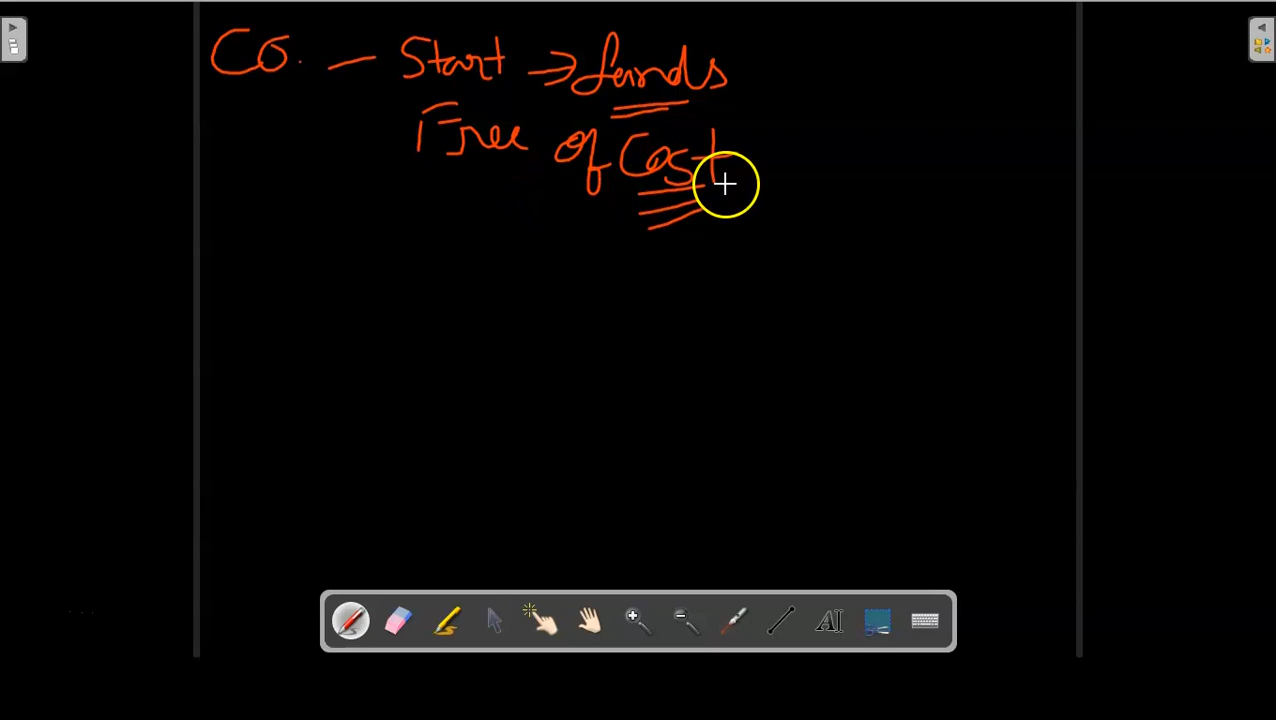 Co. - Start → funds
Free of Cost